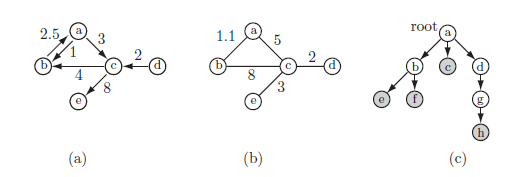 root
2.5 a 3 1.1 a 5 a
1 2 2
b c d b c d b c d
4 8
8 3
e e e f g
h
(a) (b) (c)